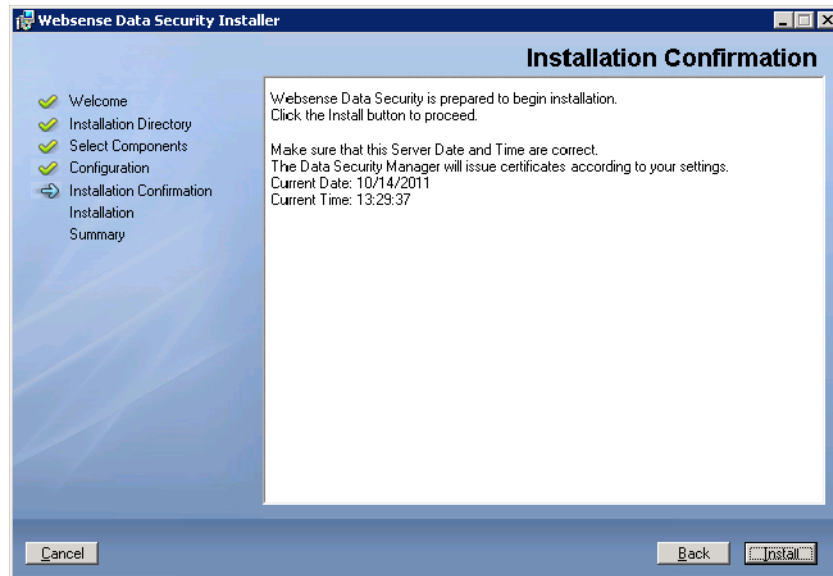 Websense Data Security Installer
Installation Confirmation
Welcome
Installation Directory
Select Components
Configuration
Installation Confirmation
Installation
Summary
Websense Data Security is prepared to begin installation.
Click the Install button to proceed.
Make sure that this Server Date and Time are correct.
The Data Security Manager will issue certificates according to your settings.
Current Date: 10/14/2011
Current Time: 13:29:37
Cancel
Back
Install